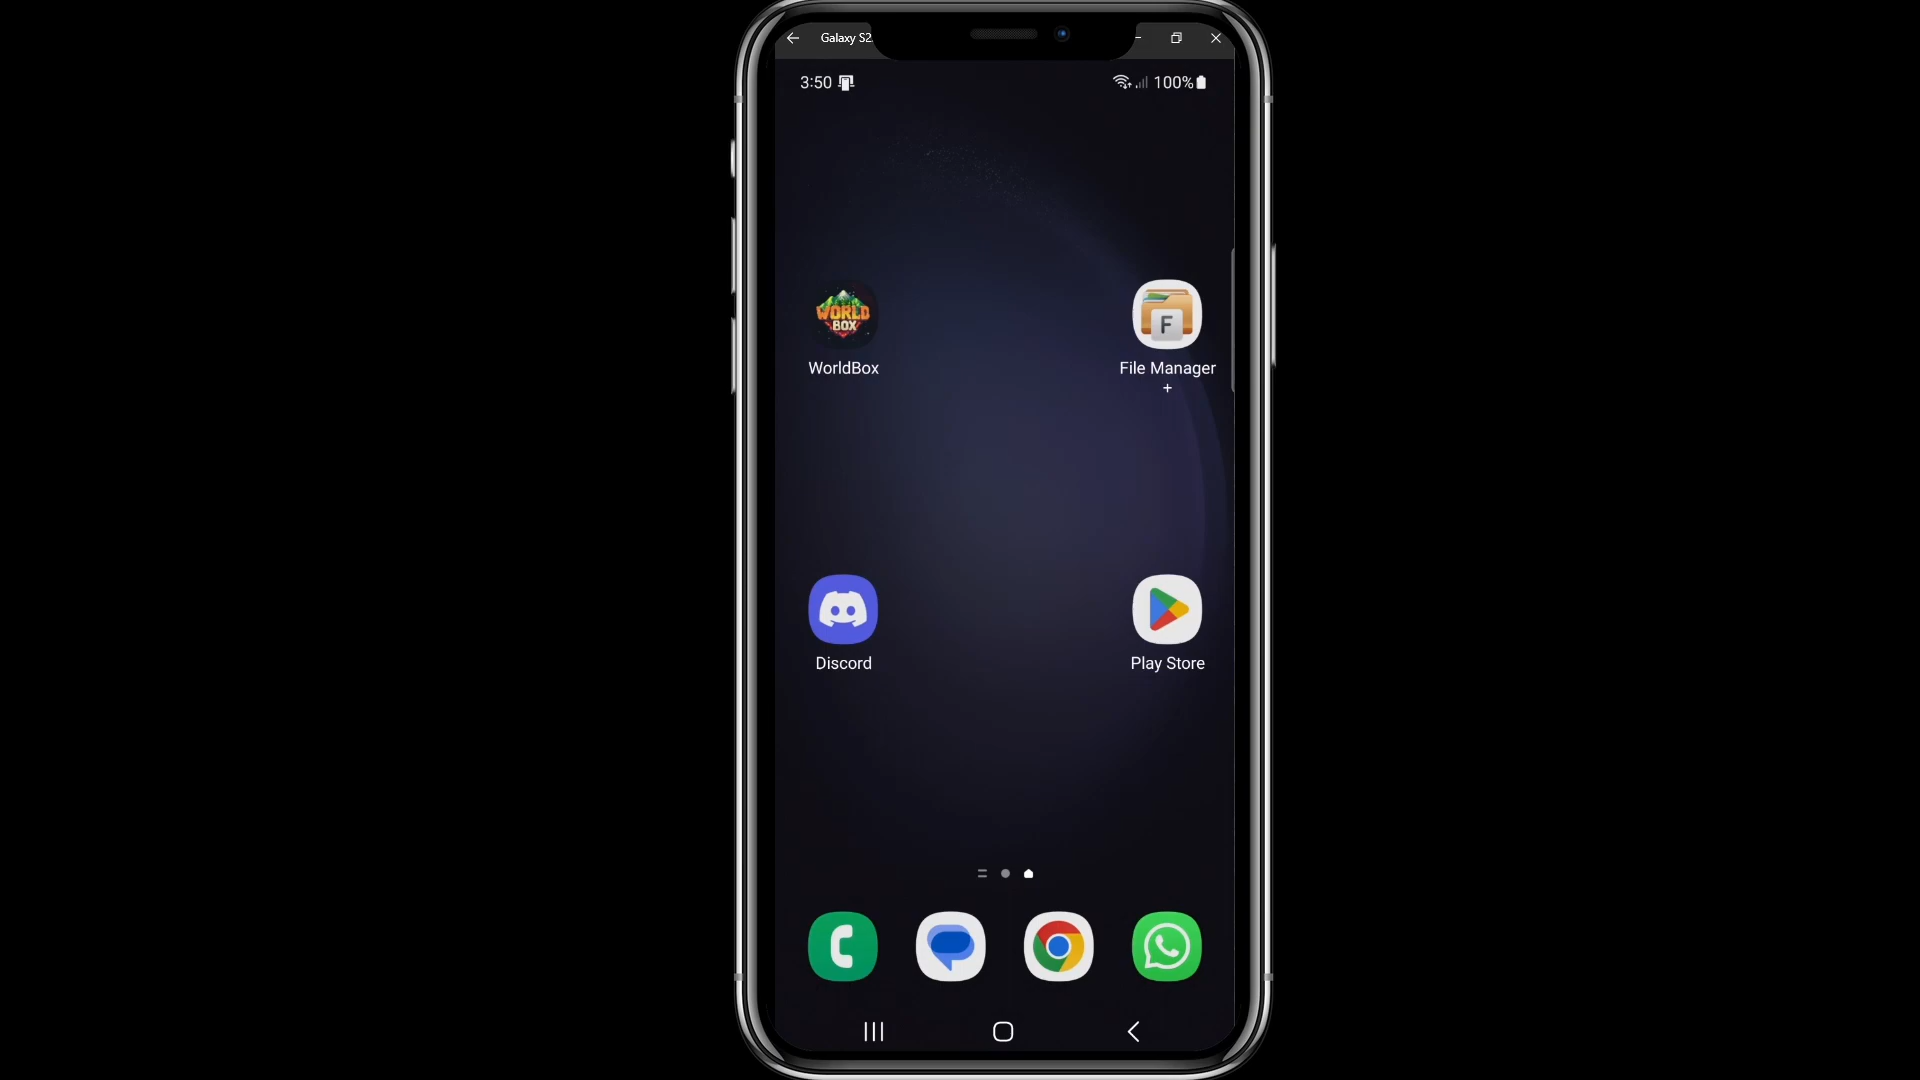 Galaxy S2
3:50
100%
WORLD
BOX
F
WorldBox
File Manager
+
Discord
Play Store